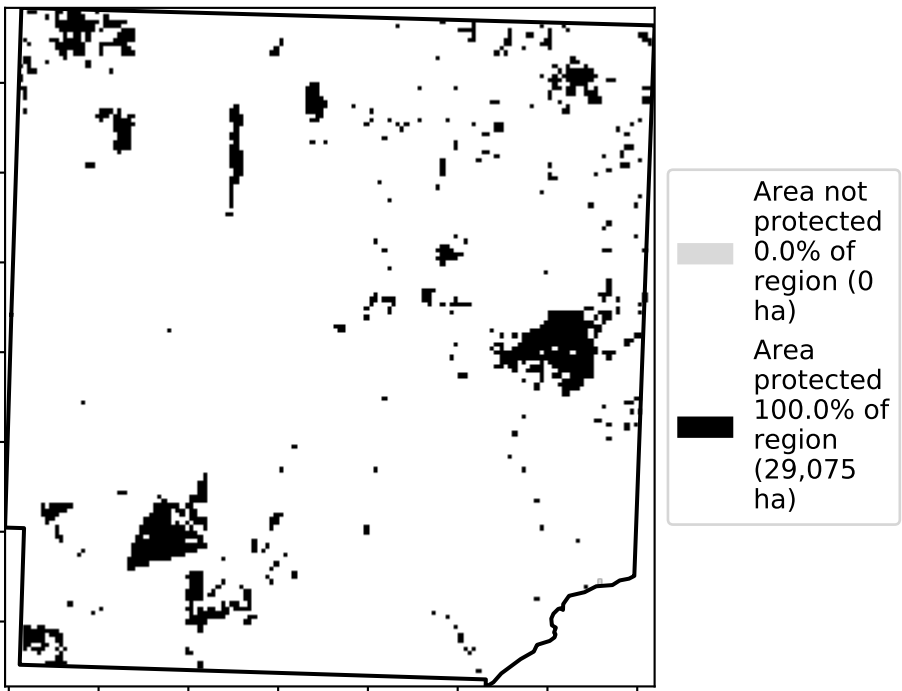 Area not
protected
0.0% of
region (0
ha)
Area
protected
100.0% of
region
(29,075
ha)